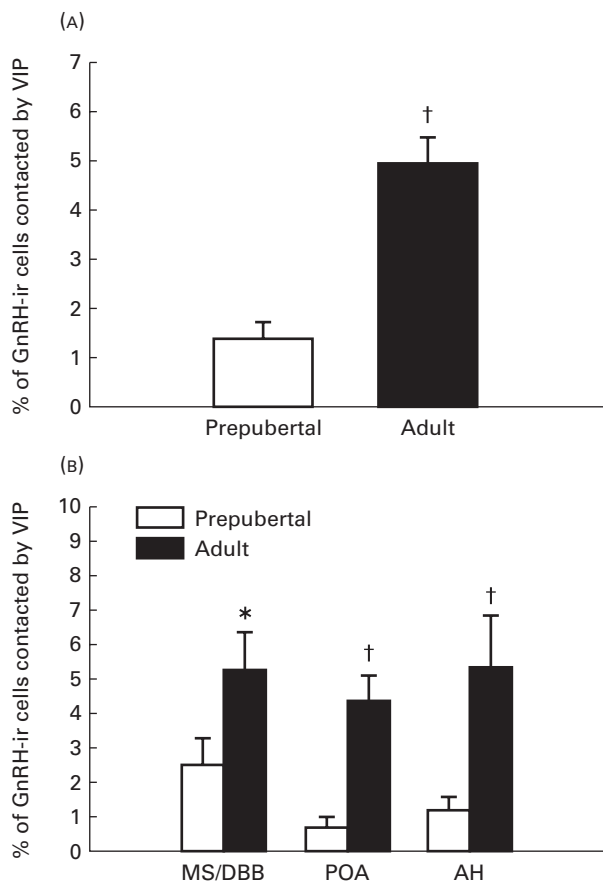 (A)
% of GnRH-ir cells contacted by VIP
7
6
5
4
3
2
1
0
†
Prepubertal
Adult
(B)
% of GnRH-ir cells contacted by VIP
10
9
8
7
6
5
4
3
2
1
0
Prepubertal
Adult
*
†
†
MS/DBB
POA
AH